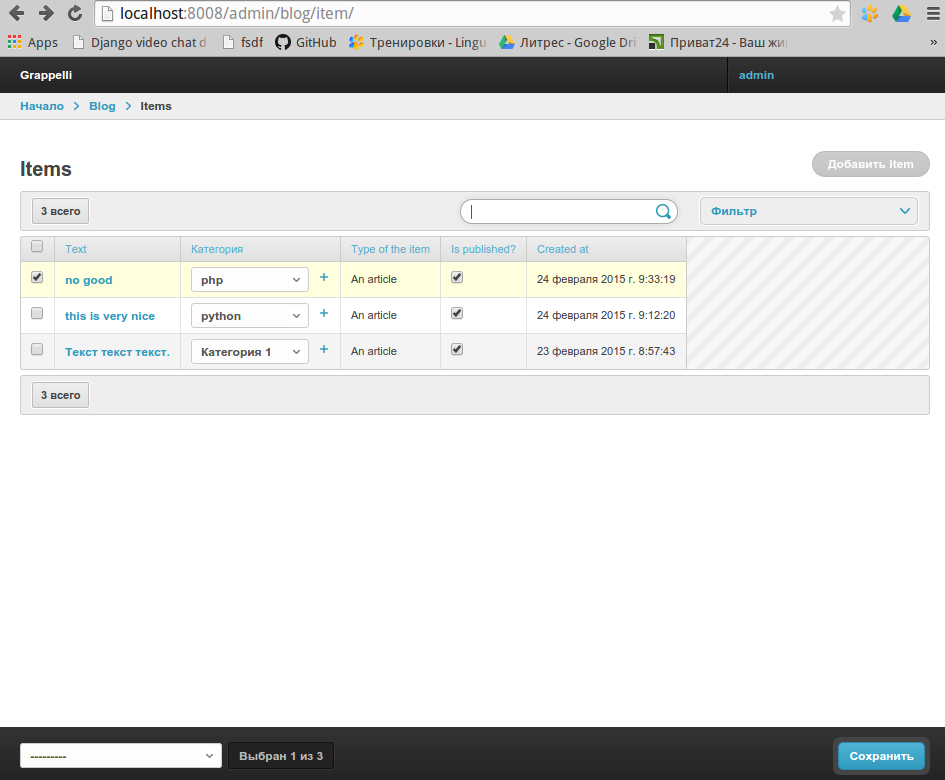 localhost:8008/admin/blog/item/
Apps Django video chat d fsdf GitHub Тренировки - Lingu Литрес - Google Dri Приват24 - Ваш жи »
Grappelli admin
Начало > Blog > Items
Items Добавить item
3 всего Фильтр
Text Категория Type of the item Is published? Created at
no good php + An article 24 февраля 2015 г. 9:33:19
this is very nice python + An article 24 февраля 2015 г. 9:12:20
Текст текст текст. Категория 1 + An article 23 февраля 2015 г. 8:57:43
3 всего
--------- Выбран 1 из 3 Сохранить